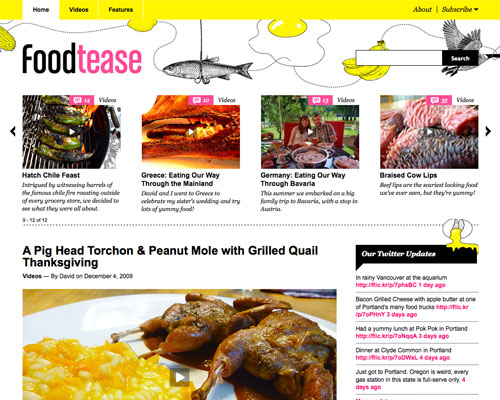 Home Videos Features About | Subscribe
foodtease
Search
14 Videos
10 Videos
6 Videos
35 Videos
Hatch Chile Feast
Intrigued by witnessing barrels of
the famous chile fire roasting outside
of every grocery store, we decided to
see what they were all about.
Greece: Eating Our Way
Through the Mainland
David and I went to Greece to
celebrate my sister's wedding and try
lots of yummy food!
Germany: Eating Our Way
Through Bavaria
This summer we embarked on a big
family trip to Bavaria, with a stop in
Austria.
Braised Cow Lips
Beef lips are the scariest looking food
we've ever seen, but they're yummy!
9 - 12 of 12
A Pig Head Torchon & Peanut Mole with Grilled Quail
Thanksgiving
Videos — By David on December 4, 2009
Our Twitter Updates
In rainy Vancouver at the aquarium
http://flic.kr/p/7phsBC 1 day ago
Bacon Grilled Cheese with apple butter at one
of Portland's many food trucks http://flic.kr
/p/7oPHnY 3 days ago
Had a yummy lunch at Pok Pok in Portland
http://flic.kr/p/7oNqqA 3 days ago
Dinner at Clyde Common in Portland
http://flic.kr/p/7oDWxL 4 days ago
Just got to Portland. Oregon is weird, every
gas station in this state is full-serve only. 4
days ago